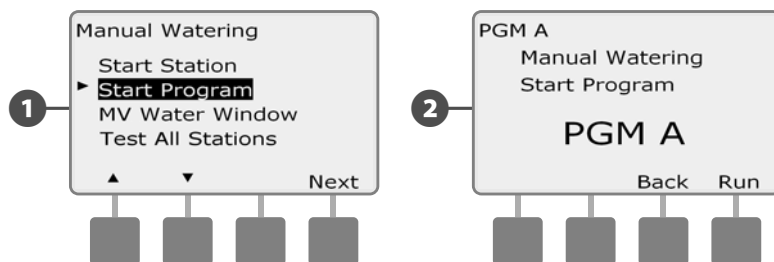 1
Manual Watering
Start Station
► Start Program
MV Water Window
Test All Stations
▲ ▼ Next
2
PGM A
Manual Watering
Start Program
PGM A
Back Run